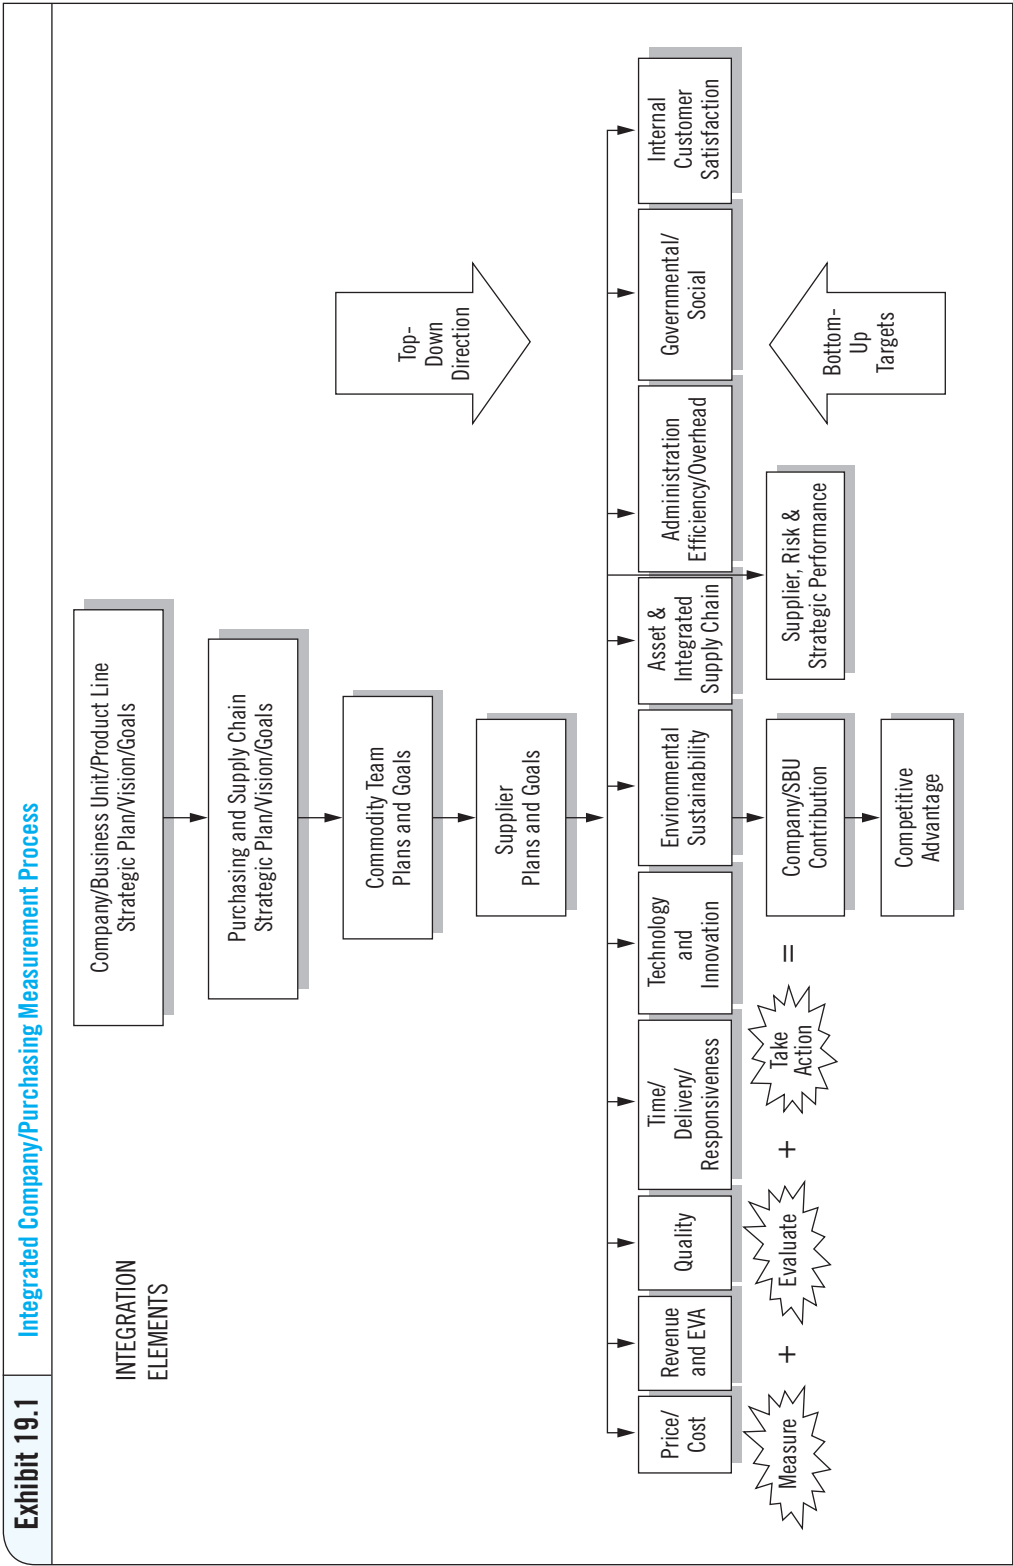 Exhibit 19.1
Integrated Company/Purchasing Measurement Process
INTEGRATION
ELEMENTS
Company/Business Unit/Product Line
Strategic Plan/Vision/Goals
Purchasing and Supply Chain
Strategic Plan/Vision/Goals
Commodity Team
Plans and Goals
Supplier
Plans and Goals
Top-
Down
Direction
Price/
Cost
Revenue
and EVA
Quality
Time/
Delivery/
Responsiveness
Technology
and
Innovation
Environmental
Sustainability
Asset &
Integrated
Supply Chain
Administration
Efficiency/Overhead
Governmental/
Social
Internal
Customer
Satisfaction
Measure
+
Evaluate
+
Take
Action
=
Company/SBU
Contribution
Supplier, Risk &
Strategic Performance
Bottom-
Up
Targets
Competitive
Advantage